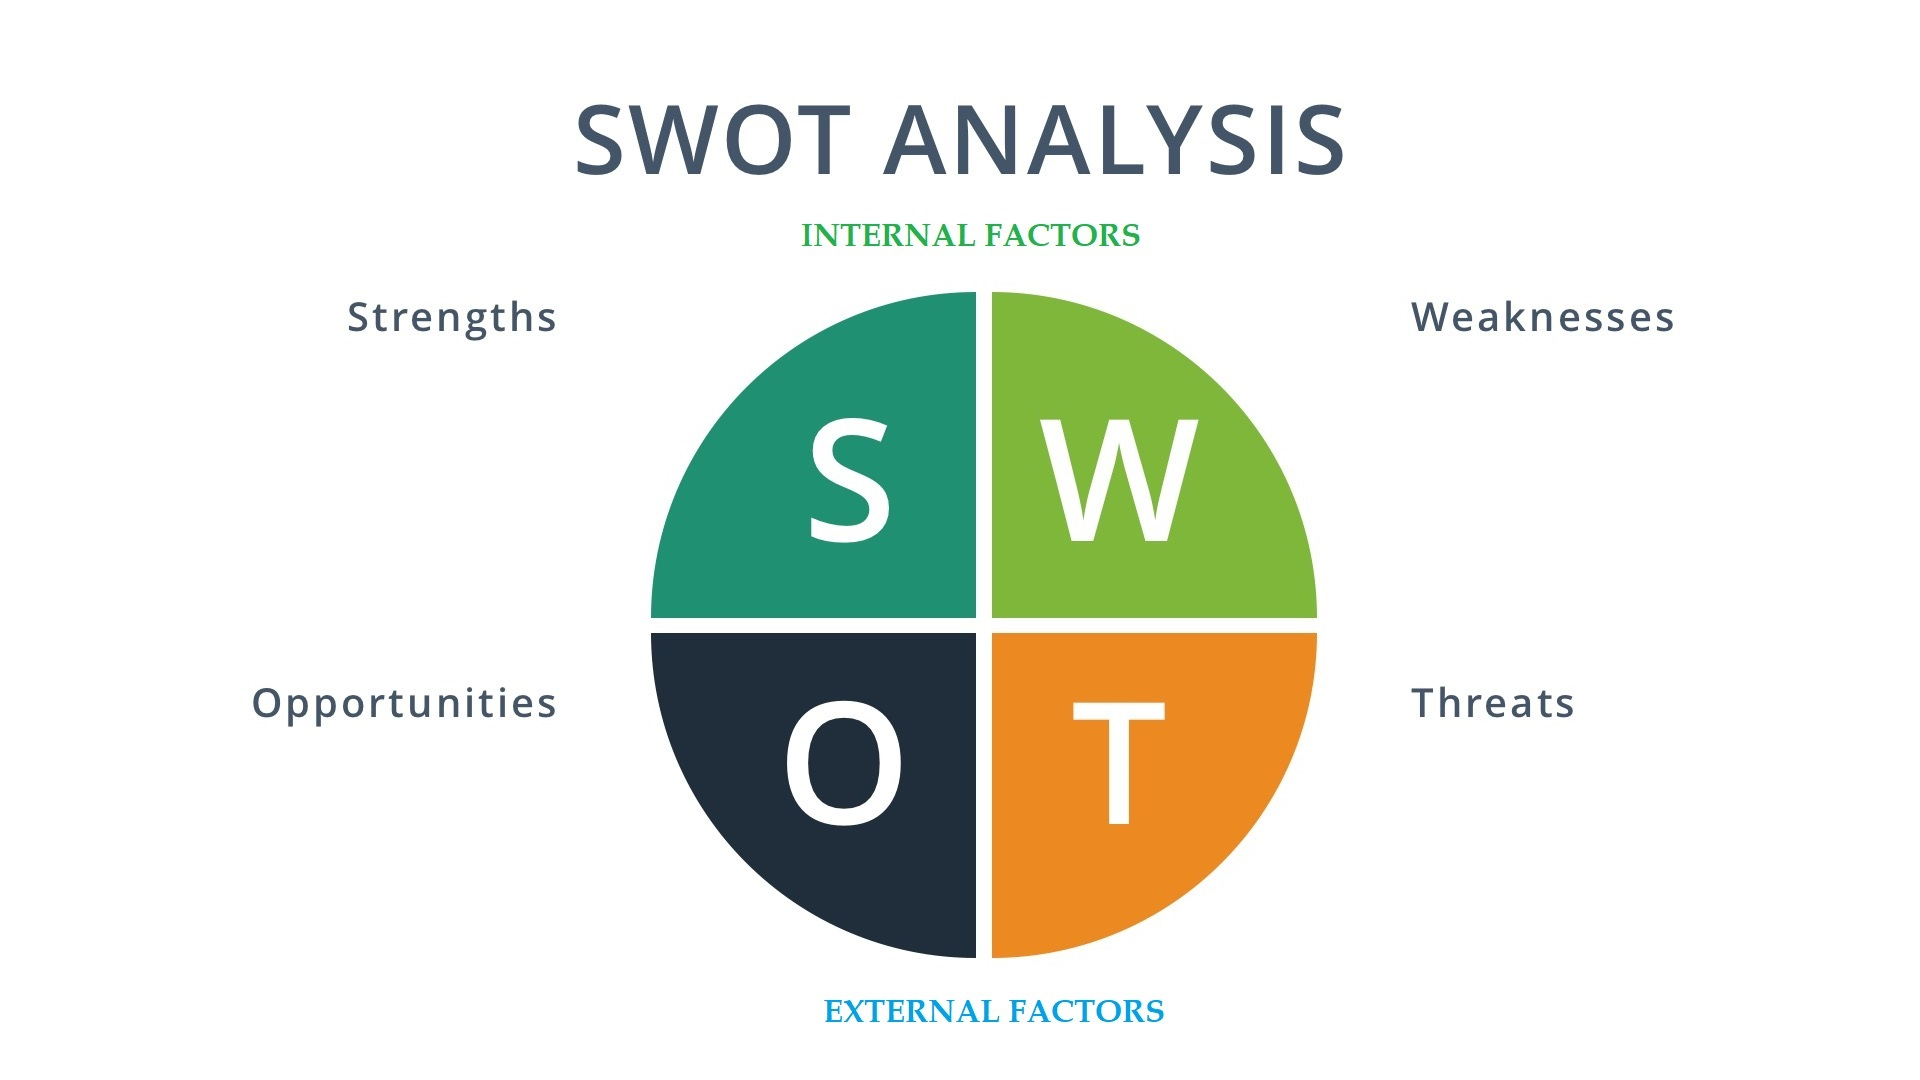 SWOT ANALYSIS
INTERNAL FACTORS
Strengths
Weaknesses
S
W
Opportunities
Threats
O
T
EXTERNAL FACTORS